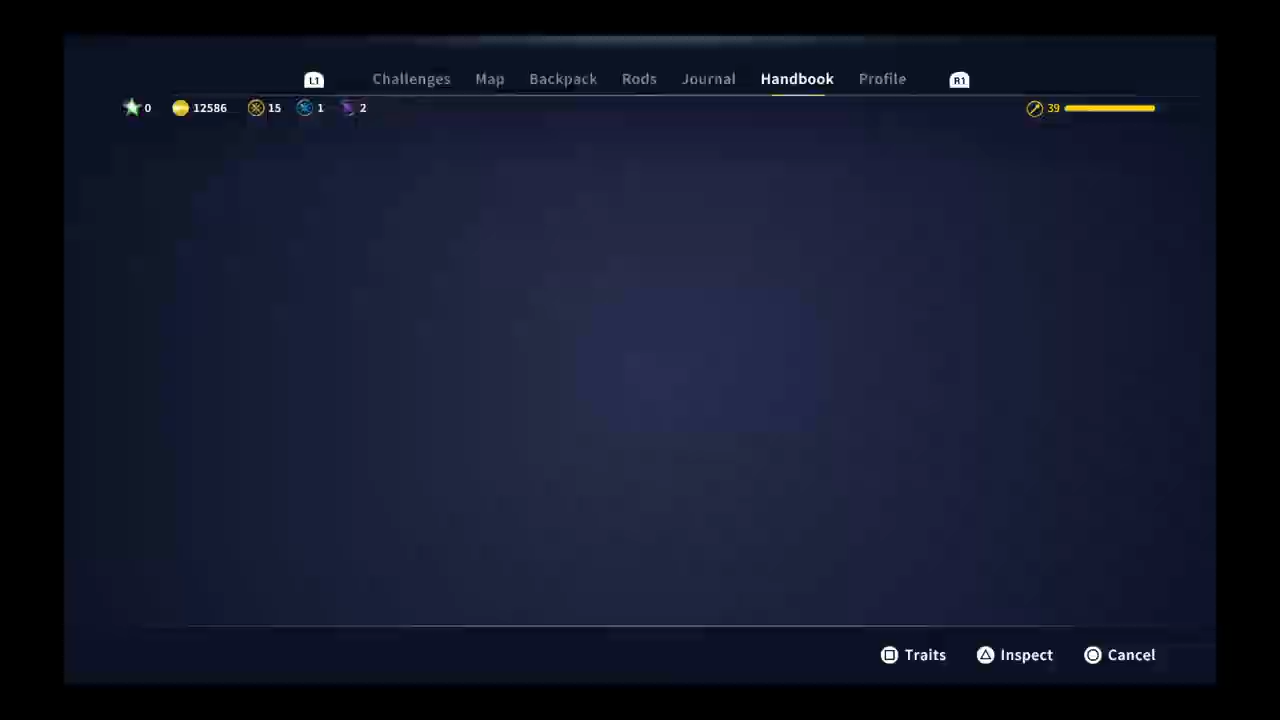 L1 Challenges Map Backpack Rods Journal Handbook Profile R1
0 12586 15 1 2 39
Traits Inspect Cancel